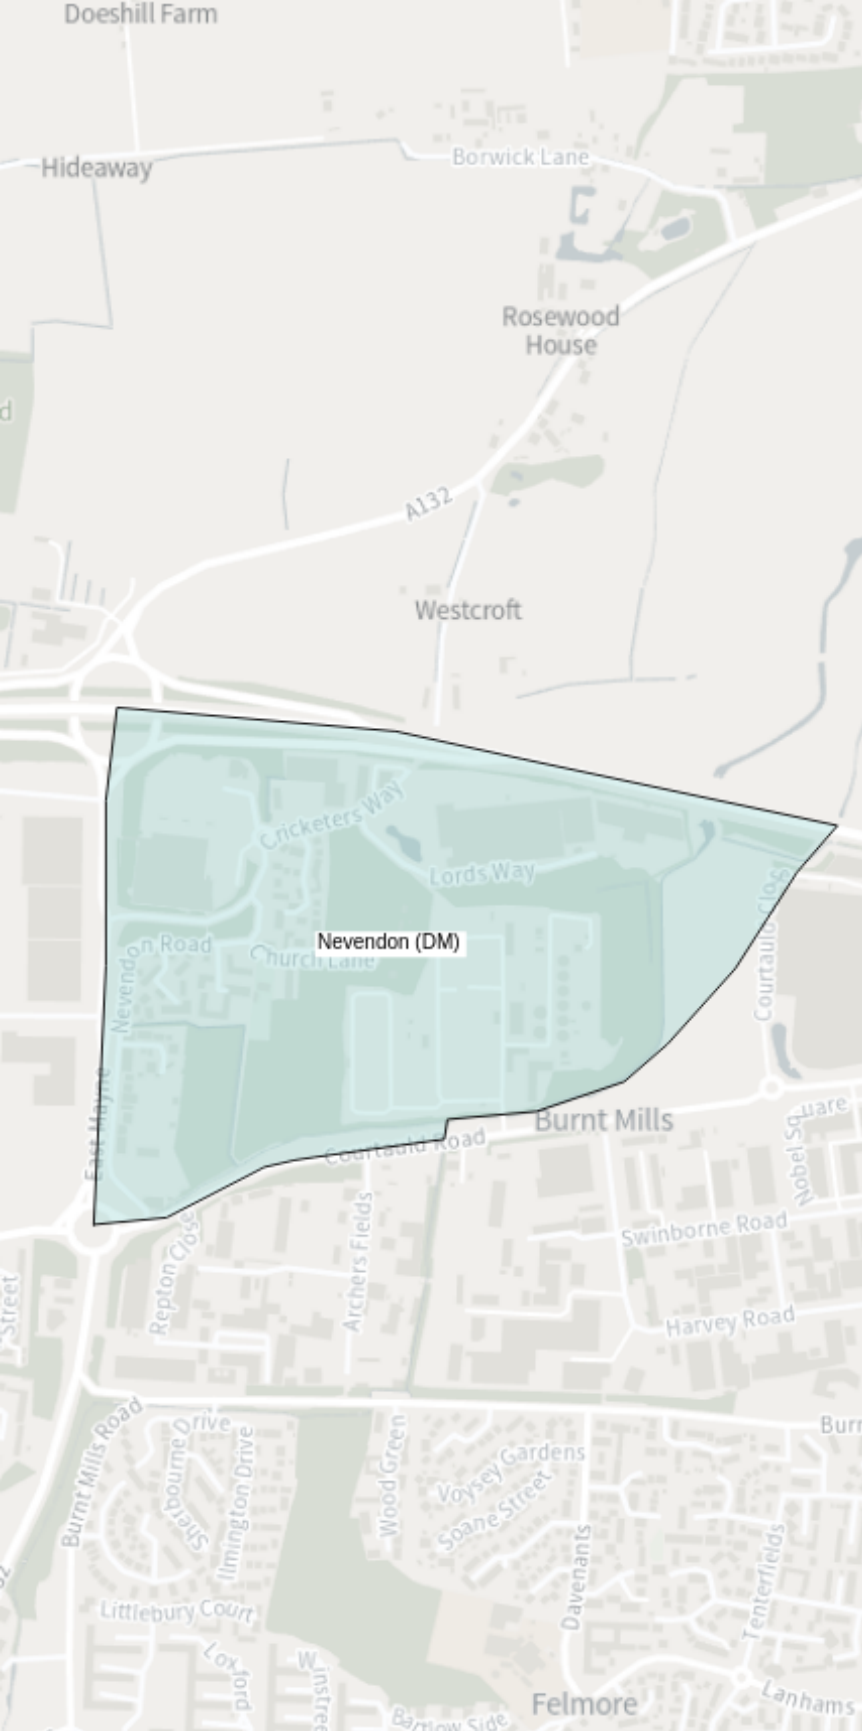 Doeshill Farm
Borwick Lane
Hideaway
Rosewood
House
d
A132
Westcroft
Cricketers Way
Lords Way
Courtauld Clos
Nevendon (DM)
Nevendon Road
Church Lane
East Mayne
Burnt Mills
Courtauld Road
Nobel Square
Swinborne Road
Repton Close
Archers Fields
Street
Harvey Road
Burnt Mills Road
Sherbourne Drive
Ilmington Drive
Wood Green
Burr
Voysey Gardens
Soane Street
Davenants
Tenterfields
Littlebury Court
Loxford
Winstree
Felmore
Lanhams
Bartlow Side